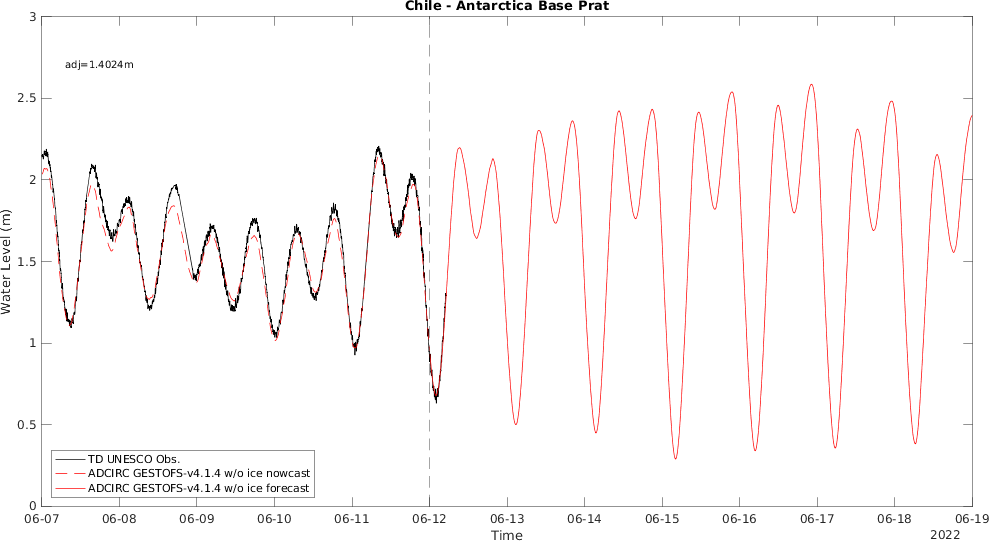 Chile - Antarctica Base Prat
adj=1.4024m
Water Level (m)
3
2.5
2
1.5
1
0.5
0
TD UNESCO Obs.
ADCIRC GESTOFS-v4.1.4 w/o ice nowcast
ADCIRC GESTOFS-v4.1.4 w/o ice forecast
06-07 06-08 06-09 06-10 06-11 06-12 06-13 06-14 06-15 06-16 06-17 06-18 06-19
Time
2022